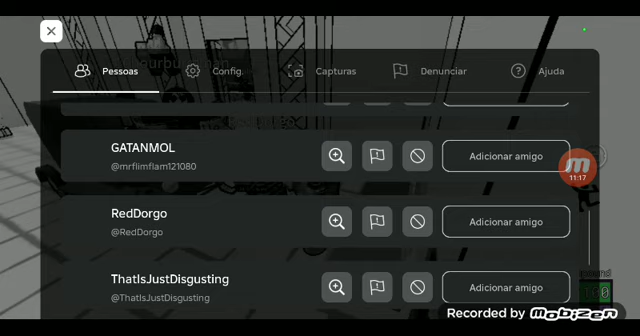 Pessoas
Config.
Capturas
Denunciar
Ajuda
GATANMOL
@mrflimflam121080
Adicionar amigo
11:17
RedDorgo
@RedDorgo
Adicionar amigo
ThatIsJustDisgusting
@ThatIsJustDisgusting
Adicionar amigo
Recorded by Mobizen